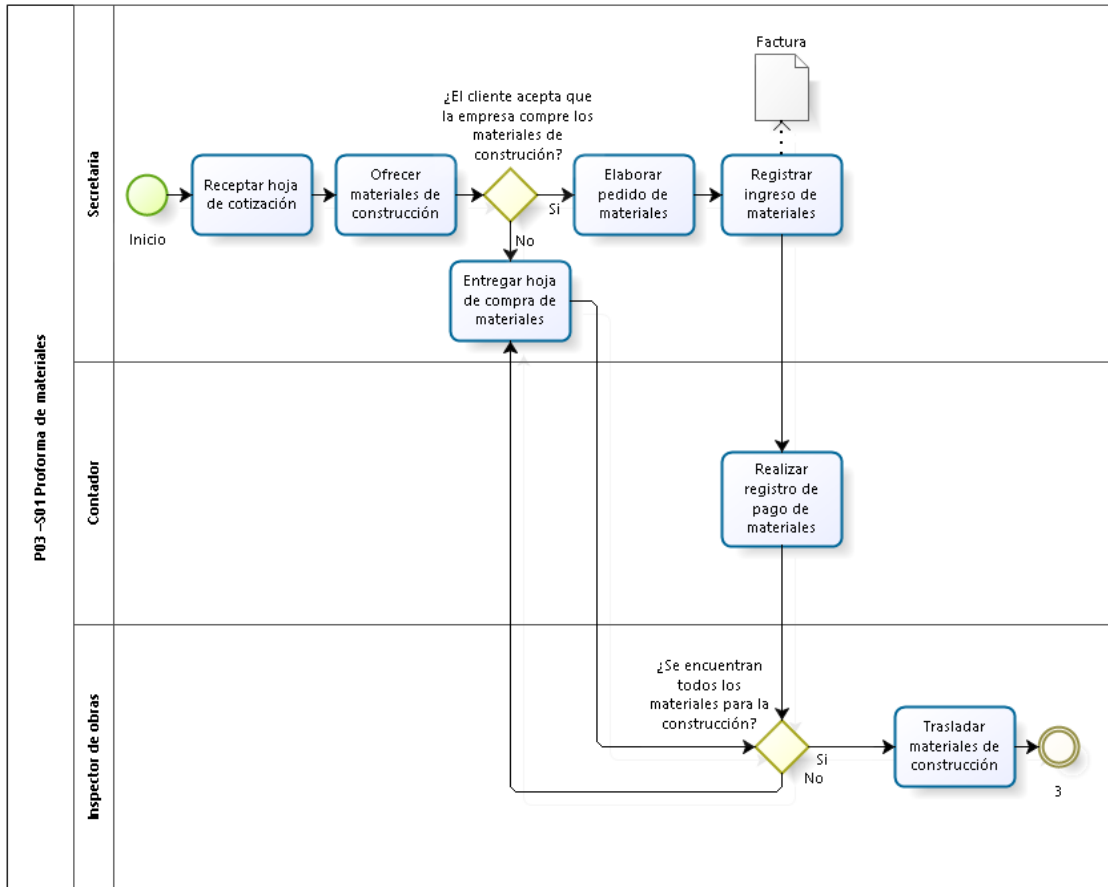 P03 –S01 Proforma de materiales
Secretaria
Inicio
Receptar hoja
de cotización
Ofrecer
materiales de
construcción
¿El cliente acepta que
la empresa compre los
materiales de
construción?
Si
No
Elaborar
pedido de
materiales
Registrar
ingreso de
materiales
Factura
Entregar hoja
de compra de
materiales
Contador
Realizar
registro de
pago de
materiales
Inspector de obras
¿Se encuentran
todos los
materiales para la
construcción?
Si
No
Trasladar
materiales de
construcción
3